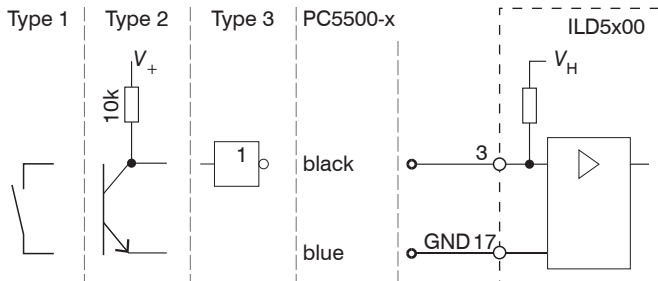 Type 1 Type 2 Type 3 PC5500-x ILD5x00
V+ VH
10k
1 black 3
blue GND 17